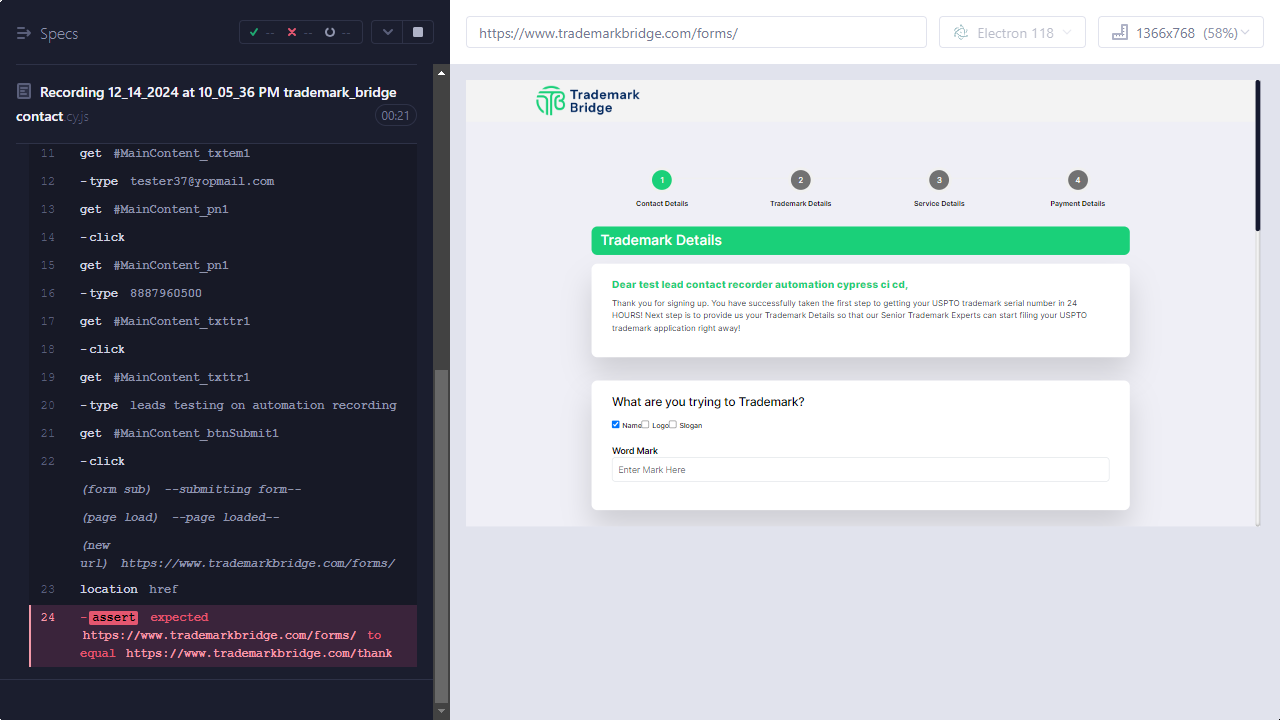 Specs
-- -- --
Recording 12_14_2024 at 10_05_36 PM trademark_bridge
contact.cy.js 00:21
11 get #MainContent_txtem1
12 -type tester37@yopmail.com
13 get #MainContent_pn1
14 -click
15 get #MainContent_pn1
16 -type 8887960500
17 get #MainContent_txttr1
18 -click
19 get #MainContent_txttr1
20 -type leads testing on automation recording
21 get #MainContent_btnSubmit1
22 -click
(form sub) --submitting form--
(page load) --page loaded--
(new
url) https://www.trademarkbridge.com/forms/
23 location href
24 -assert expected
https://www.trademarkbridge.com/forms/ to
equal https://www.trademarkbridge.com/thank
https://www.trademarkbridge.com/forms/
Electron 118
1366x768 (58%)
Trademark
Bridge
1 2 3 4
Contact Details Trademark Details Service Details Payment Details
Trademark Details
Dear test lead contact recorder automation cypress ci cd,
Thank you for signing up. You have successfully taken the first step to getting your USPTO trademark serial number in 24
HOURS! Next step is to provide us your Trademark Details so that our Senior Trademark Experts can start filing your USPTO
trademark application right away!
What are you trying to Trademark?
Name Logo Slogan
Word Mark
Enter Mark Here